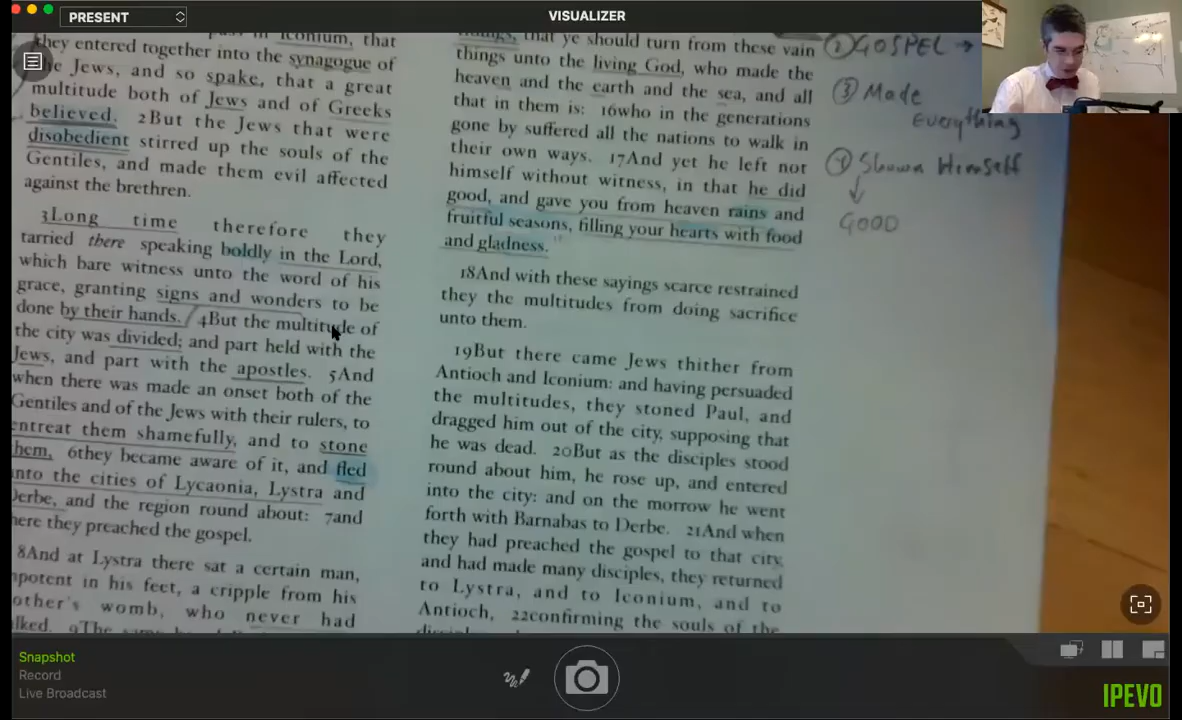 PRESENT
VISUALIZER
Iconium, that
they entered together into the synagogue of
the Jews, and so spake, that a great
multitude both of Jews and of Greeks
believed. 2But the Jews that were
disobedient stirred up the souls of the
Gentiles, and made them evil affected
against the brethren.
3Long time therefore they
tarried there speaking boldly in the Lord,
which bare witness unto the word of his
grace, granting signs and wonders to be
done by their hands. 4But the multitude of
the city was divided; and part held with the
Jews, and part with the apostles. 5And
when there was made an onset both of the
Gentiles and of the Jews with their rulers, to
entreat them shamefully, and to stone
them, 6they became aware of it, and fled
into the cities of Lycaonia, Lystra and
Derbe, and the region round about: 7and
here they preached the gospel.
8And at Lystra there sat a certain man,
mpotent in his feet, a cripple from his
other's womb, who never had
lked. 9The same
things, that ye should turn from these vain
things unto the living God, who made the
heaven and the earth and the sea, and all
that in them is: 16who in the generations
gone by suffered all the nations to walk in
their own ways. 17And yet he left not
himself without witness, in that he did
good, and gave you from heaven rains and
fruitful seasons, filling your hearts with food
and gladness.
18And with these sayings scarce restrained
they the multitudes from doing sacrifice
unto them.
19But there came Jews thither from
Antioch and Iconium: and having persuaded
the multitudes, they stoned Paul, and
dragged him out of the city, supposing that
he was dead. 20But as the disciples stood
round about him, he rose up, and entered
into the city: and on the morrow he went
forth with Barnabas to Derbe. 21And when
they had preached the gospel to that city,
and had made many disciples, they returned
to Lystra, and to Iconium, and to
Antioch, 22confirming the souls of the
② GOSPEL →
③ Made
Everything
④ Shown Himself
↓
GOOD
Snapshot
Record
Live Broadcast
IPEVO